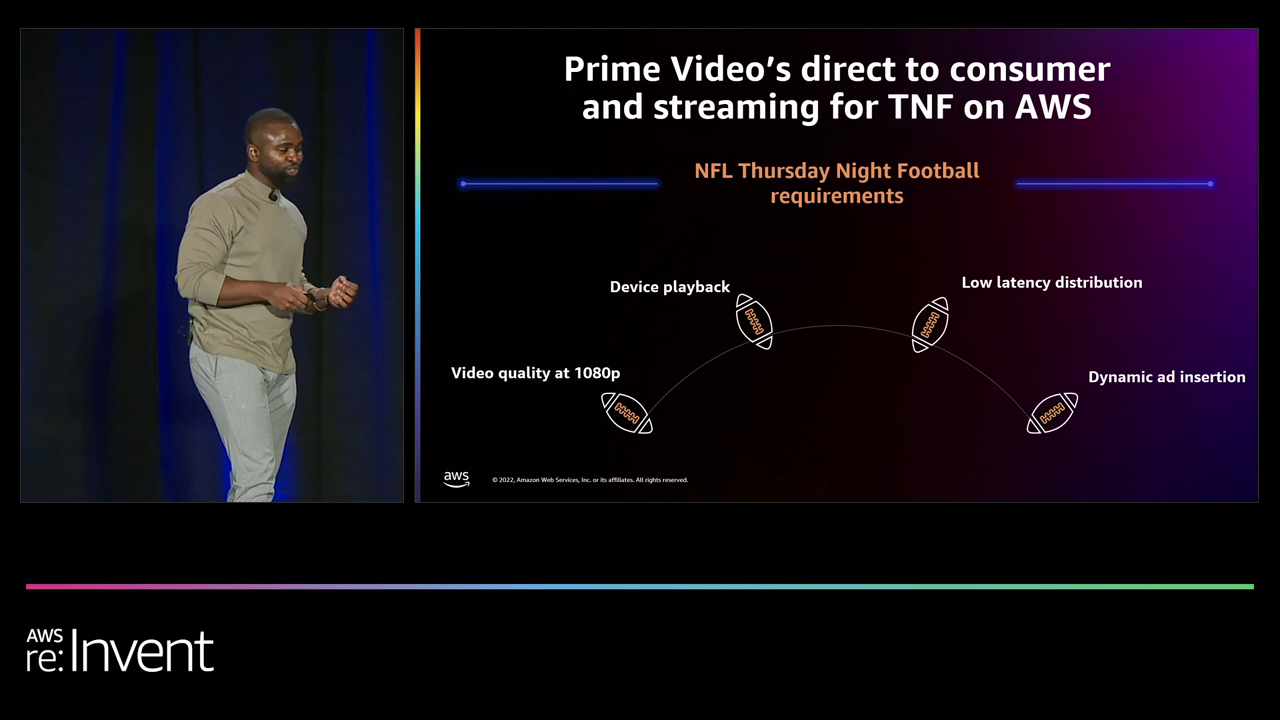 Prime Video's direct to consumer
and streaming for TNF on AWS
NFL Thursday Night Football
requirements
Device playback
Low latency distribution
Video quality at 1080p
Dynamic ad insertion
aws
© 2022, Amazon Web Services, Inc. or its affiliates. All rights reserved.
AWS
re:Invent